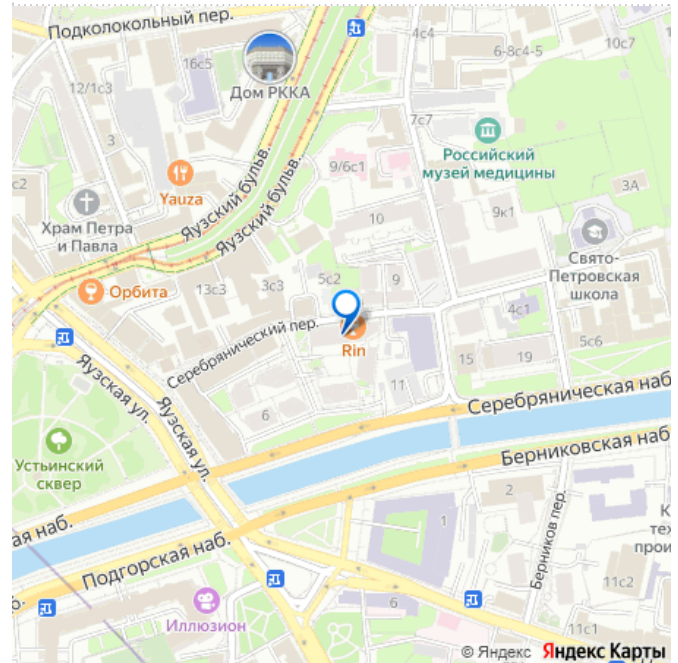 Подколокольный пер.
4с4
6-8с4-5
10с7
16с5
12/1с3
Дом РККА
3
7с7
Российский
музей медицины
9/6с1
Яузский бульв.
Яузский бульв.
с2
Yauza
3А
10
9к1
Храм Петра
и Павла
Свято-
Петровская
школа
5с2
9
3с3
13с3
Орбита
4с1
Серебрянический пер.
Rin
5с6
15
19
11
Яузская ул.
Яузская ул.
6
Серебряническая наб.
Устьинский
сквер
Берниковская наб.
2
ая наб.
Берников пер.
1
К
тех
прои
Подгорская наб.
б.
11с2
6
Иллюзион
11с1
© Яндекс Яндекс Карты